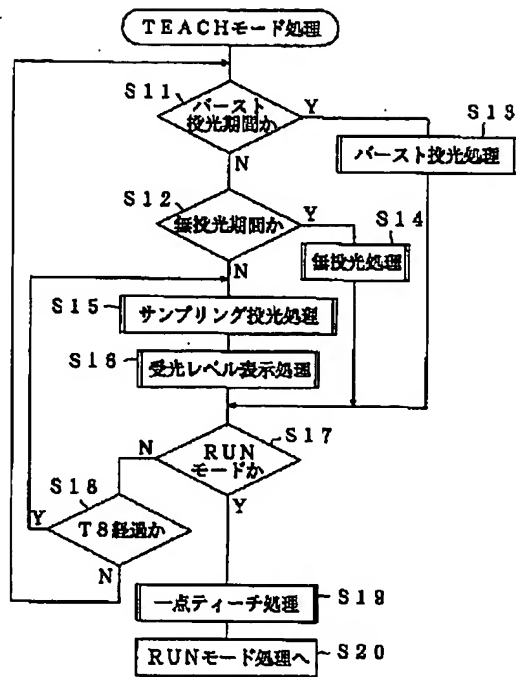 TEACHモード処理
S11
バースト
投光期間か
Y
S13
バースト投光処理
N
S12
無投光期間か
Y
S14
無投光処理
N
S15
サンプリング投光処理
S16
受光レベル表示処理
S17
N
RUN
モードか
S18
Y
T8経過か
Y
N
一点ティーチ処理
S19
RUNモード処理へ
S20